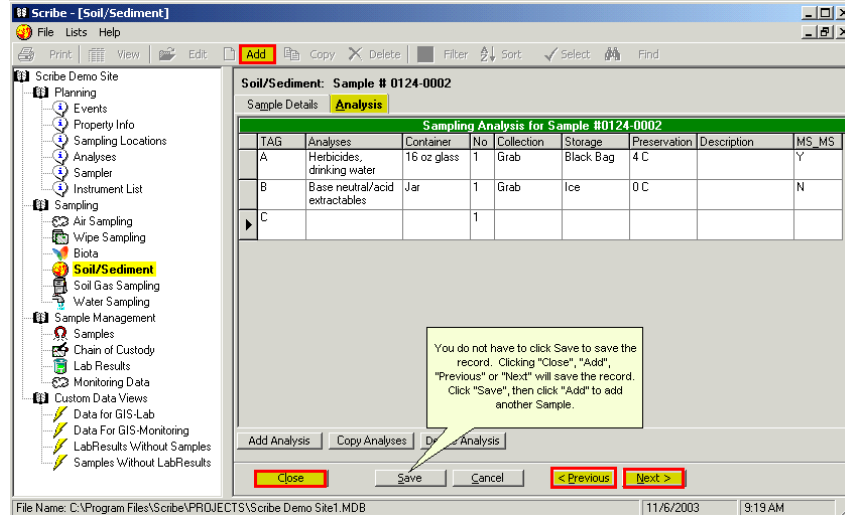 Scribe - [Soil/Sediment]
File Lists Help
Print View Edit Add Copy Delete Filter Sort Select Find
Scribe Demo Site
Planning
Events
Property Info
Sampling Locations
Analyses
Sampler
Instrument List
Sampling
Air Sampling
Wipe Sampling
Biota
Soil/Sediment
Soil Gas Sampling
Water Sampling
Sample Management
Samples
Chain of Custody
Lab Results
Monitoring Data
Custom Data Views
Data for GIS-Lab
Data For GIS-Monitoring
LabResults Without Samples
Samples Without LabResults
Soil/Sediment: Sample # 0124-0002
Sample Details Analysis
Sampling Analysis for Sample #0124-0002
TAG Analyses Container No Collection Storage Preservation Description MS_MS
A Herbicides, 16 oz glass 1 Grab Black Bag 4 C Y
drinking water
B Base neutral/acid Jar 1 Grab Ice 0 C N
extractables
C 1
You do not have to click Save to save the
record. Clicking "Close", "Add",
"Previous" or "Next" will save the record.
Click "Save", then click "Add" to add
another Sample.
Add Analysis Copy Analyses Analysis
Close Save Cancel < Previous Next >
File Name: C:\Program Files\Scribe\PROJECTS\Scribe Demo Site1.MDB 11/6/2003 9:19 AM